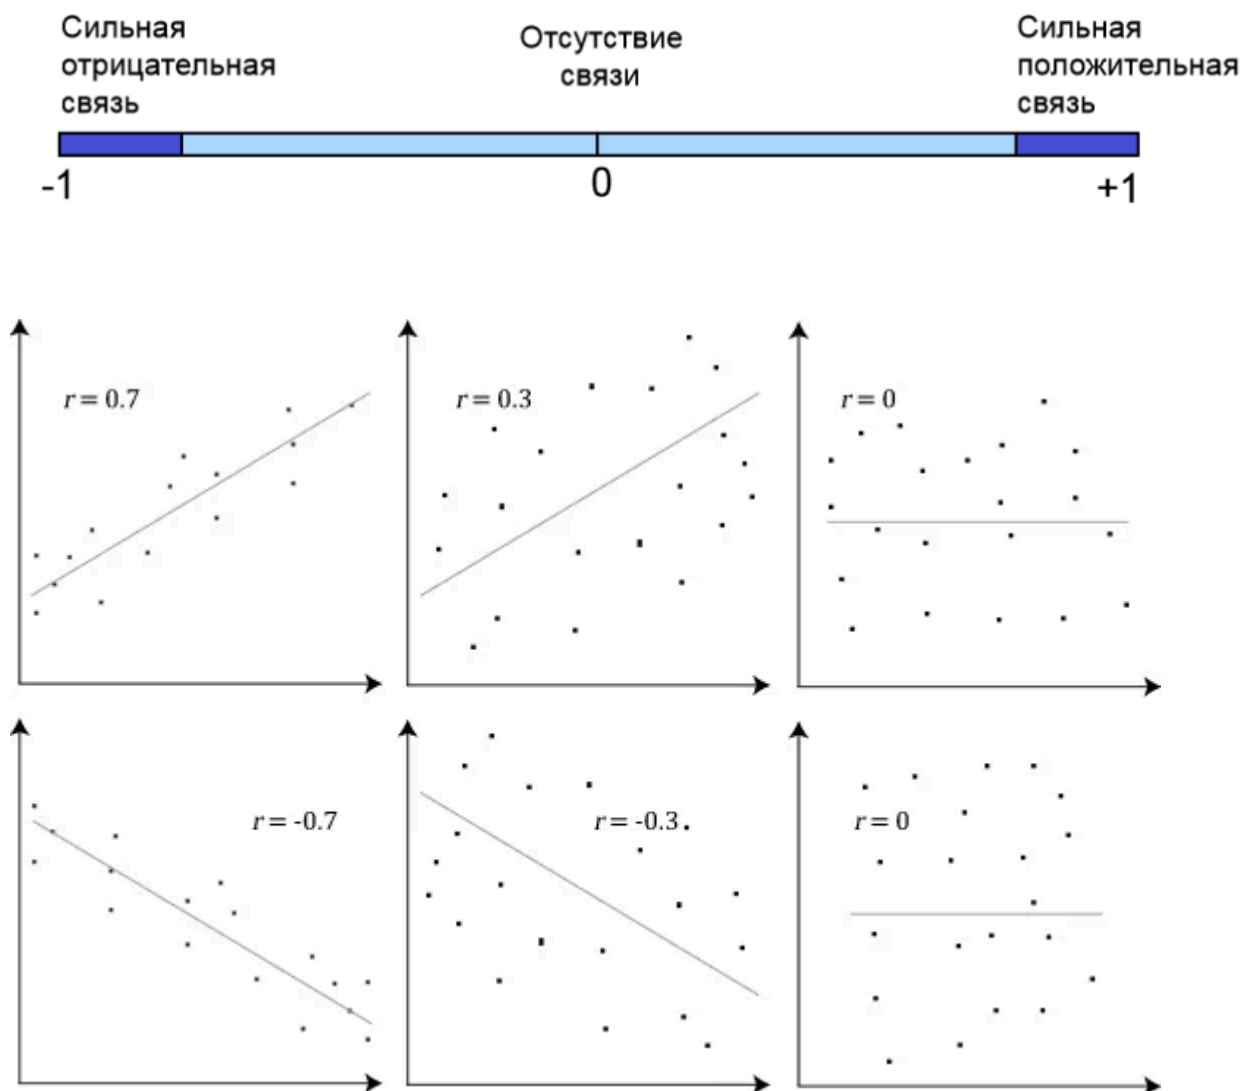 Сильная
отрицательная
связь
Отсутствие
связи
Сильная
положительная
связь
-1
0
+1
r = 0.7
r = 0.3
r = 0
r = -0.7
r = -0.3
r = 0